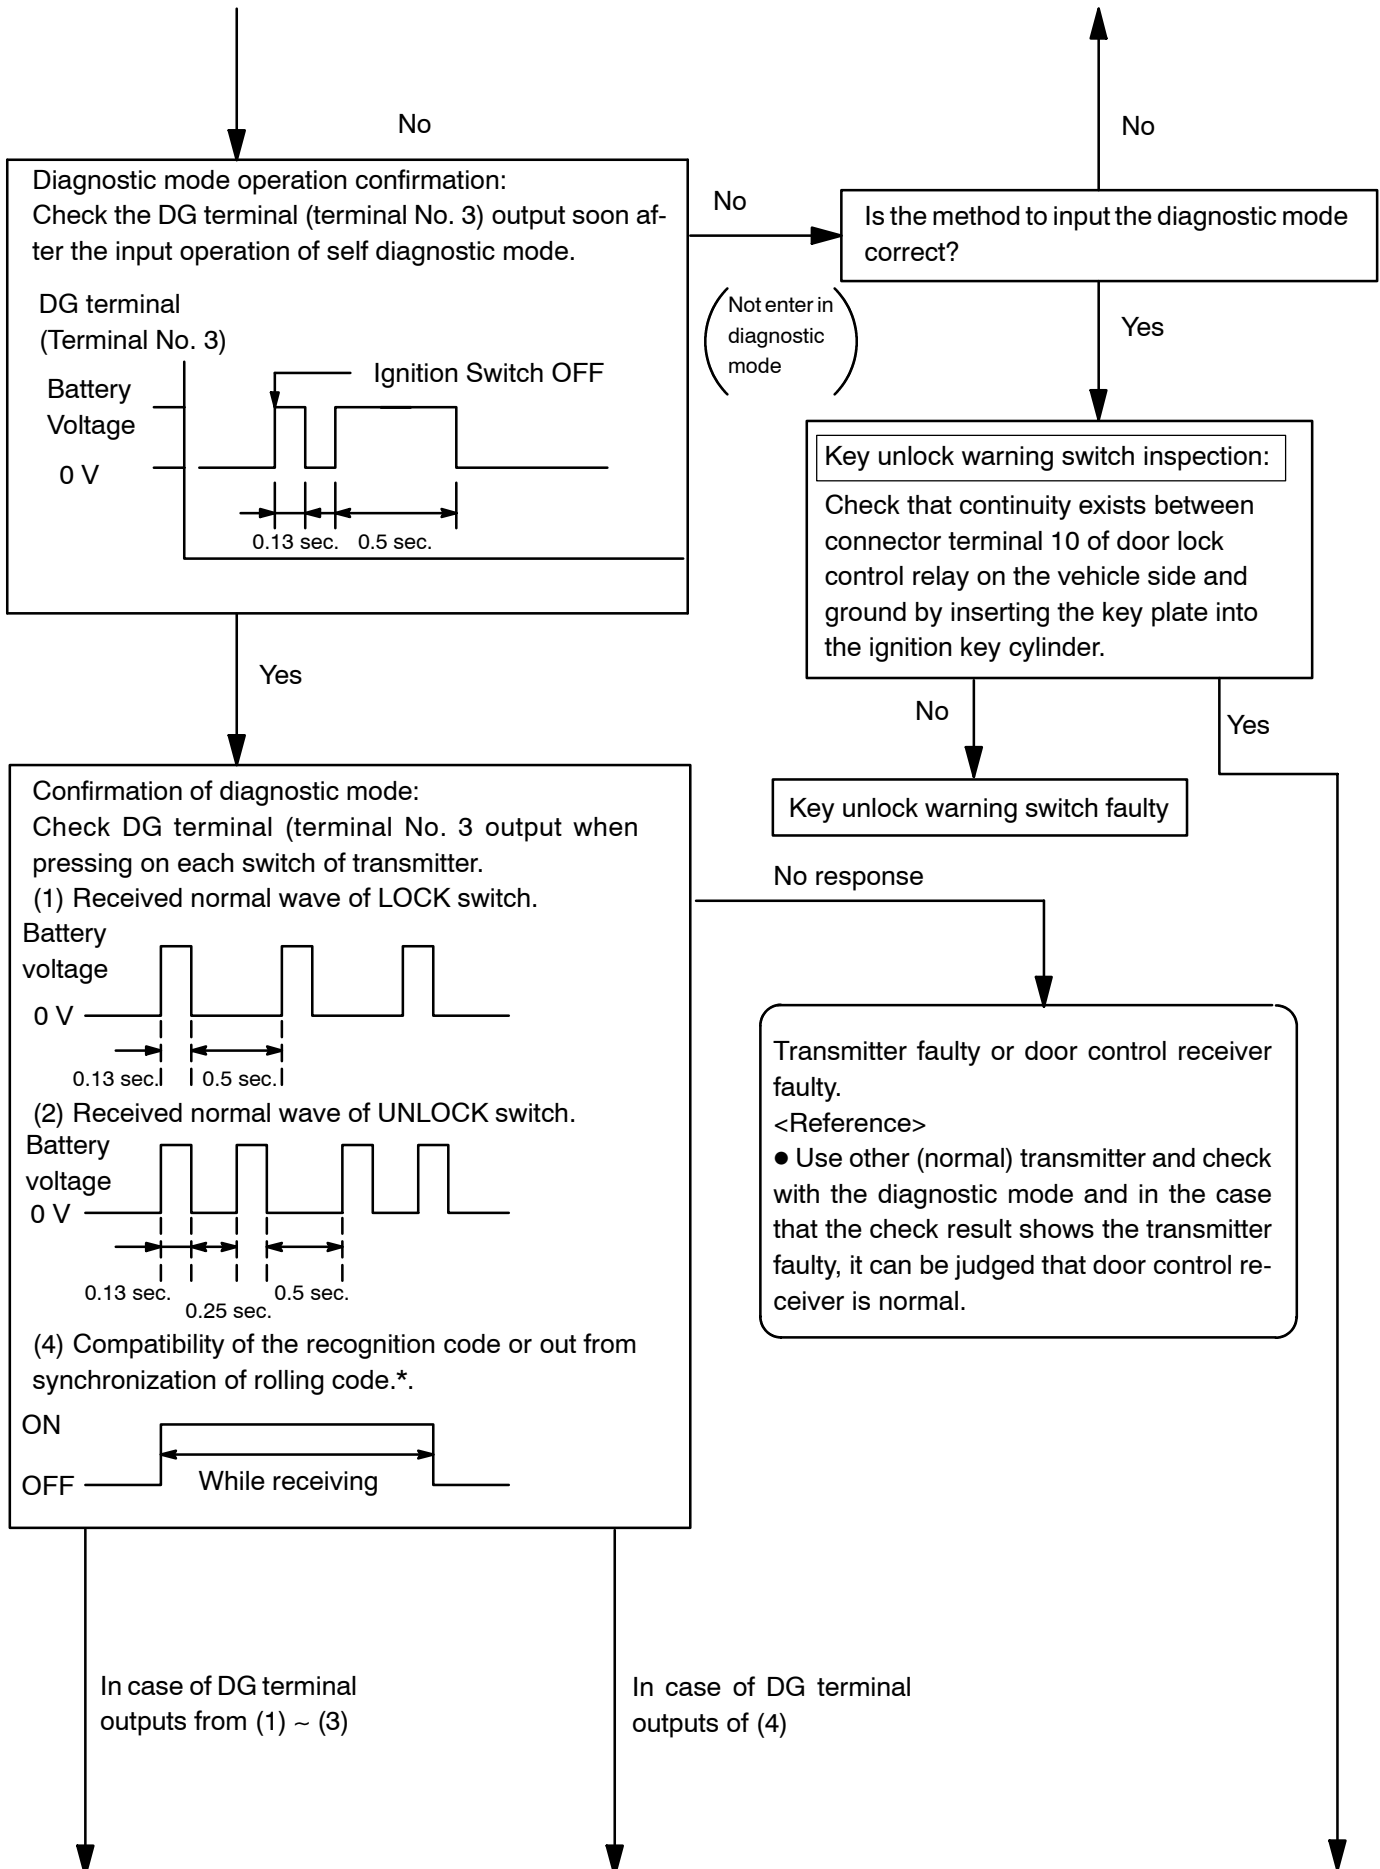 No
Diagnostic mode operation confirmation:
Check the DG terminal (terminal No. 3) output soon af-
ter the input operation of self diagnostic mode.
DG terminal
(Terminal No. 3)
Battery
Voltage
0 V
Ignition Switch OFF
0.13 sec.
0.5 sec.
No
Not enter in
diagnostic
mode
No
Is the method to input the diagnostic mode
correct?
Yes
Key unlock warning switch inspection:
Check that continuity exists between
connector terminal 10 of door lock
control relay on the vehicle side and
ground by inserting the key plate into
the ignition key cylinder.
No
Yes
Key unlock warning switch faulty
Yes
Confirmation of diagnostic mode:
Check DG terminal (terminal No. 3 output when
pressing on each switch of transmitter.
(1) Received normal wave of LOCK switch.
Battery
voltage
0 V
0.13 sec.
0.5 sec.
(2) Received normal wave of UNLOCK switch.
Battery
voltage
0 V
0.13 sec.
0.25 sec.
0.5 sec.
(4) Compatibility of the recognition code or out from
synchronization of rolling code.*.
ON
OFF
While receiving
No response
Transmitter faulty or door control receiver
faulty.
<Reference>
● Use other (normal) transmitter and check
with the diagnostic mode and in the case
that the check result shows the transmitter
faulty, it can be judged that door control re-
ceiver is normal.
In case of DG terminal
outputs from (1) ~ (3)
In case of DG terminal
outputs of (4)